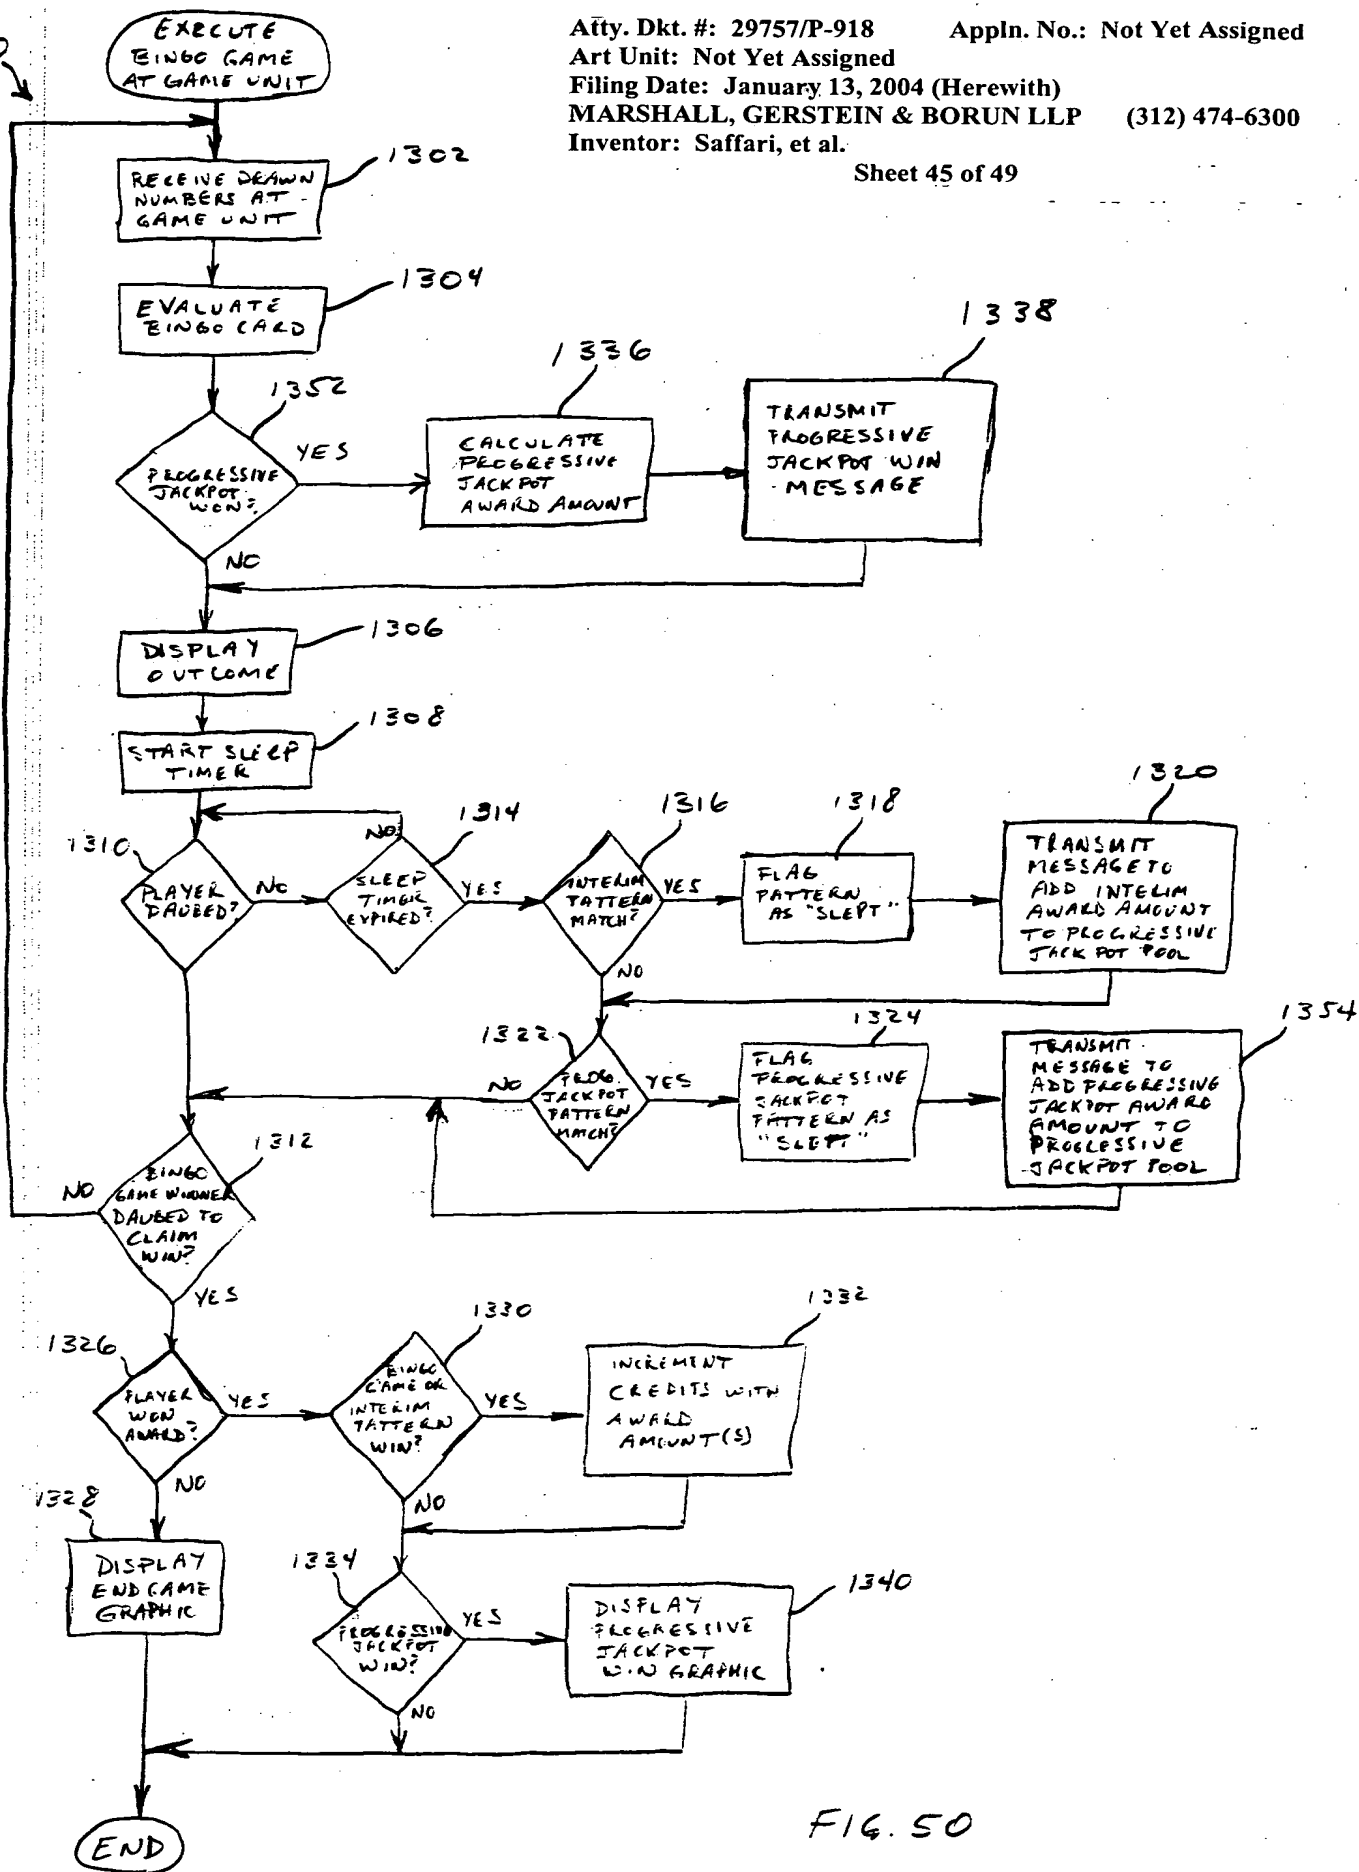 Atty. Dkt. #: 29757/P-918 Appln. No.: Not Yet Assigned
Art Unit: Not Yet Assigned
Filing Date: January 13, 2004 (Herewith)
MARSHALL, GERSTEIN & BORUN LLP (312) 474-6300
Inventor: Saffari, et al.
Sheet 45 of 49
EXECUTE
BINGO GAME
AT GAME UNIT
1302
RECEIVE DRAWN
NUMBERS AT
GAME UNIT
1304
EVALUATE
BINGO CARD
1352
PROGRESSIVE
JACKPOT
WON?
YES
NO
1336
CALCULATE
PROGRESSIVE
JACKPOT
AWARD AMOUNT
1338
TRANSMIT
PROGRESSIVE
JACKPOT WIN
MESSAGE
1306
DISPLAY
OUTCOME
1308
START SLEEP
TIMER
1310
PLAYER
DAUBED?
NO
1314
NO
SLEEP
TIMER
EXPIRED?
YES
1316
INTERIM
PATTERN
MATCH?
YES
NO
1318
FLAG
PATTERN
AS "SLEPT"
1320
TRANSMIT
MESSAGE TO
ADD INTERIM
AWARD AMOUNT
TO PROGRESSIVE
JACKPOT POOL
1322
NO
PROG.
JACKPOT
PATTERN
MATCH?
YES
1324
FLAG
PROGRESSIVE
JACKPOT
PATTERN AS
"SLEPT"
1354
TRANSMIT
MESSAGE TO
ADD PROGRESSIVE
JACKPOT AWARD
AMOUNT TO
PROGRESSIVE
JACKPOT POOL
1312
NO
BINGO
GAME WINNER
DAUBED TO
CLAIM
WIN?
YES
1326
PLAYER
WON
AWARD?
YES
NO
1330
BINGO
GAME OR
INTERIM
PATTERN
WIN?
YES
NO
1332
INCREMENT
CREDITS WITH
AWARD
AMOUNT(S)
1328
DISPLAY
END GAME
GRAPHIC
1334
PROGRESSIVE
JACKPOT
WIN?
YES
NO
1340
DISPLAY
PROGRESSIVE
JACKPOT
WIN GRAPHIC
END
FIG. 50